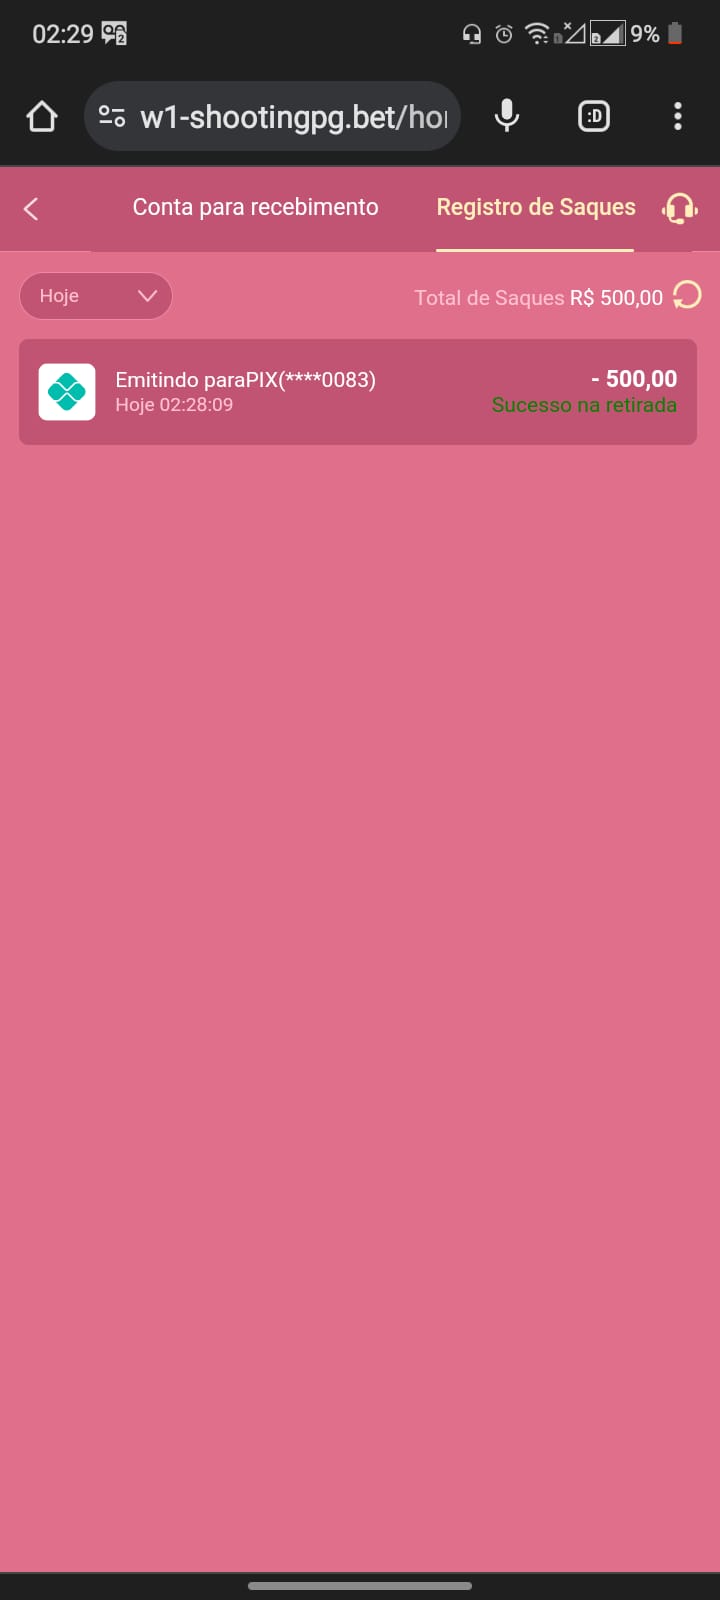 02:29
9%
w1-shootingpg.bet/ho
:D
Conta para recebimento
Registro de Saques
Hoje
Total de Saques R$ 500,00
Emitindo paraPIX(****0083)
- 500,00
Hoje 02:28:09
Sucesso na retirada